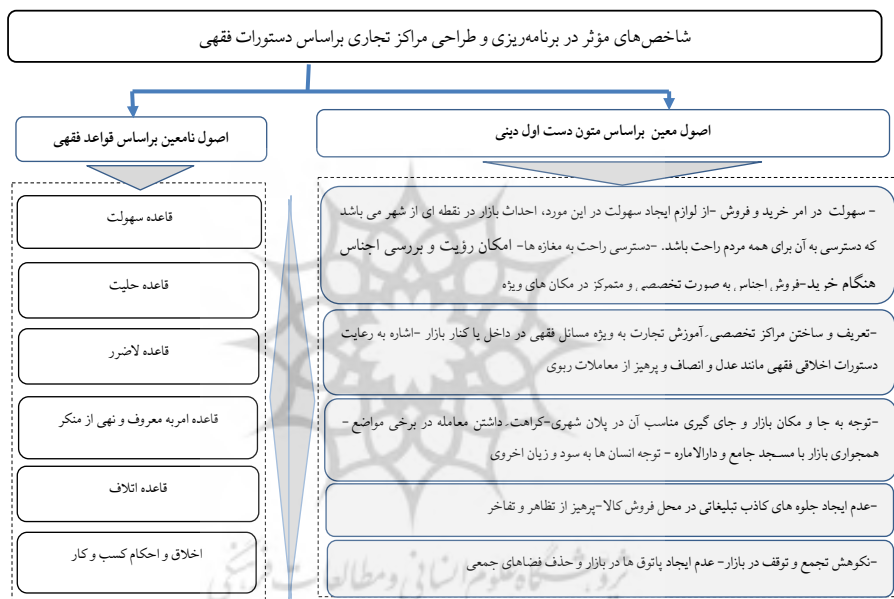 شاخص‌های مؤثر در برنامه‌ریزی و طراحی مراکز تجاری براساس دستورات فقهی
اصول معین براساس متون دست اول دینی
- سهولت در امر خرید و فروش -از لوازم ایجاد سهولت در این مورد، احداث بازار در نقطه ای از شهر می باشد
که دسترسی به آن برای همه مردم راحت باشد. -دسترسی راحت به مغازه ها- امکان رؤیت و بررسی اجناس
هنگام خرید-فروش اجناس به صورت تخصصی و متمرکز در مکان های ویژه
-تعریف و ساختن مراکز تخصصی آموزش تجارت به ویژه مسائل فقهی در داخل یا کنار بازار -اشاره به رعایت
دستورات اخلاقی فقهی مانند عدل و انصاف و پرهیز از معاملات ربوی
-توجه به جا و مکان بازار و جای گیری مناسب آن در پلان شهری-کراهت داشتن معامله در برخی مواضع -
همجواری بازار با مسجد جامع و دارالاماره - توجه انسان ها به سود و زیان اخروی
-عدم ایجاد جلوه های کاذب تبلیغاتی در محل فروش کالا-پرهیز از تظاهر و تفاخر
-نکوهش تجمع و توقف در بازار- عدم ایجاد پاتوق ها در بازار و حذف فضاهای جمعی
اصول نامعین براساس قواعد فقهی
قاعده سهولت
قاعده حلیت
قاعده لاضرر
قاعده امربه معروف و نهی از منکر
قاعده اتلاف
اخلاق و احکام کسب و کار
پژوهشگاه علوم انسانی و مطالعات فرهنگی